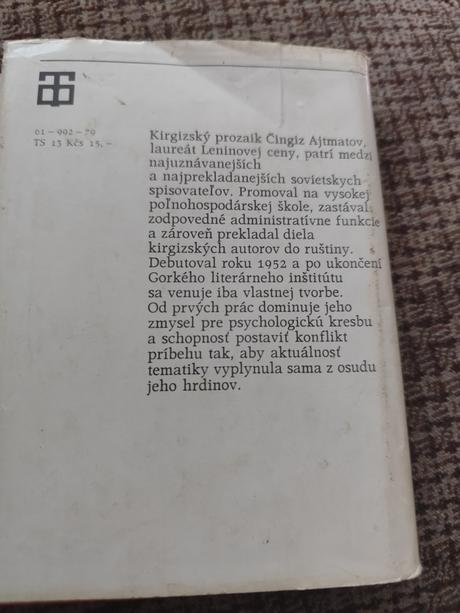 61 – 992 – 79
TS 13 Kčs 15,–
Kirgizský prozaik Čingiz Ajtmatov,
laureát Leninovej ceny, patrí medzi
najuznávanejších
a najprekladanejších sovietskych
spisovateľov. Promoval na vysokej
poľnohospodárskej škole, zastával
zodpovedné administratívne funkcie
a zároveň prekladal diela
kirgizských autorov do ruštiny.
Debutoval roku 1952 a po ukončení
Gorkého literárneho inštitútu
sa venuje iba vlastnej tvorbe.
Od prvých prác dominuje jeho
zmysel pre psychologickú kresbu
a schopnosť postaviť konflikt
príbehu tak, aby aktuálnosť
tematiky vyplynula sama z osudu
jeho hrdinov.